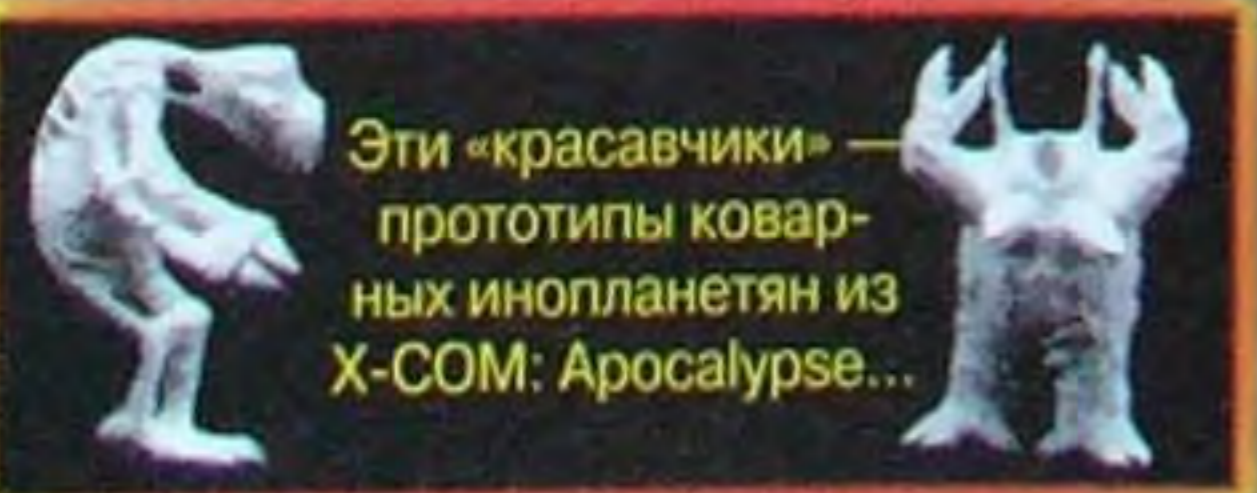 Эти «красавчики» —
прототипы ковар-
ных инопланетян из
X-COM: Apocalypse...